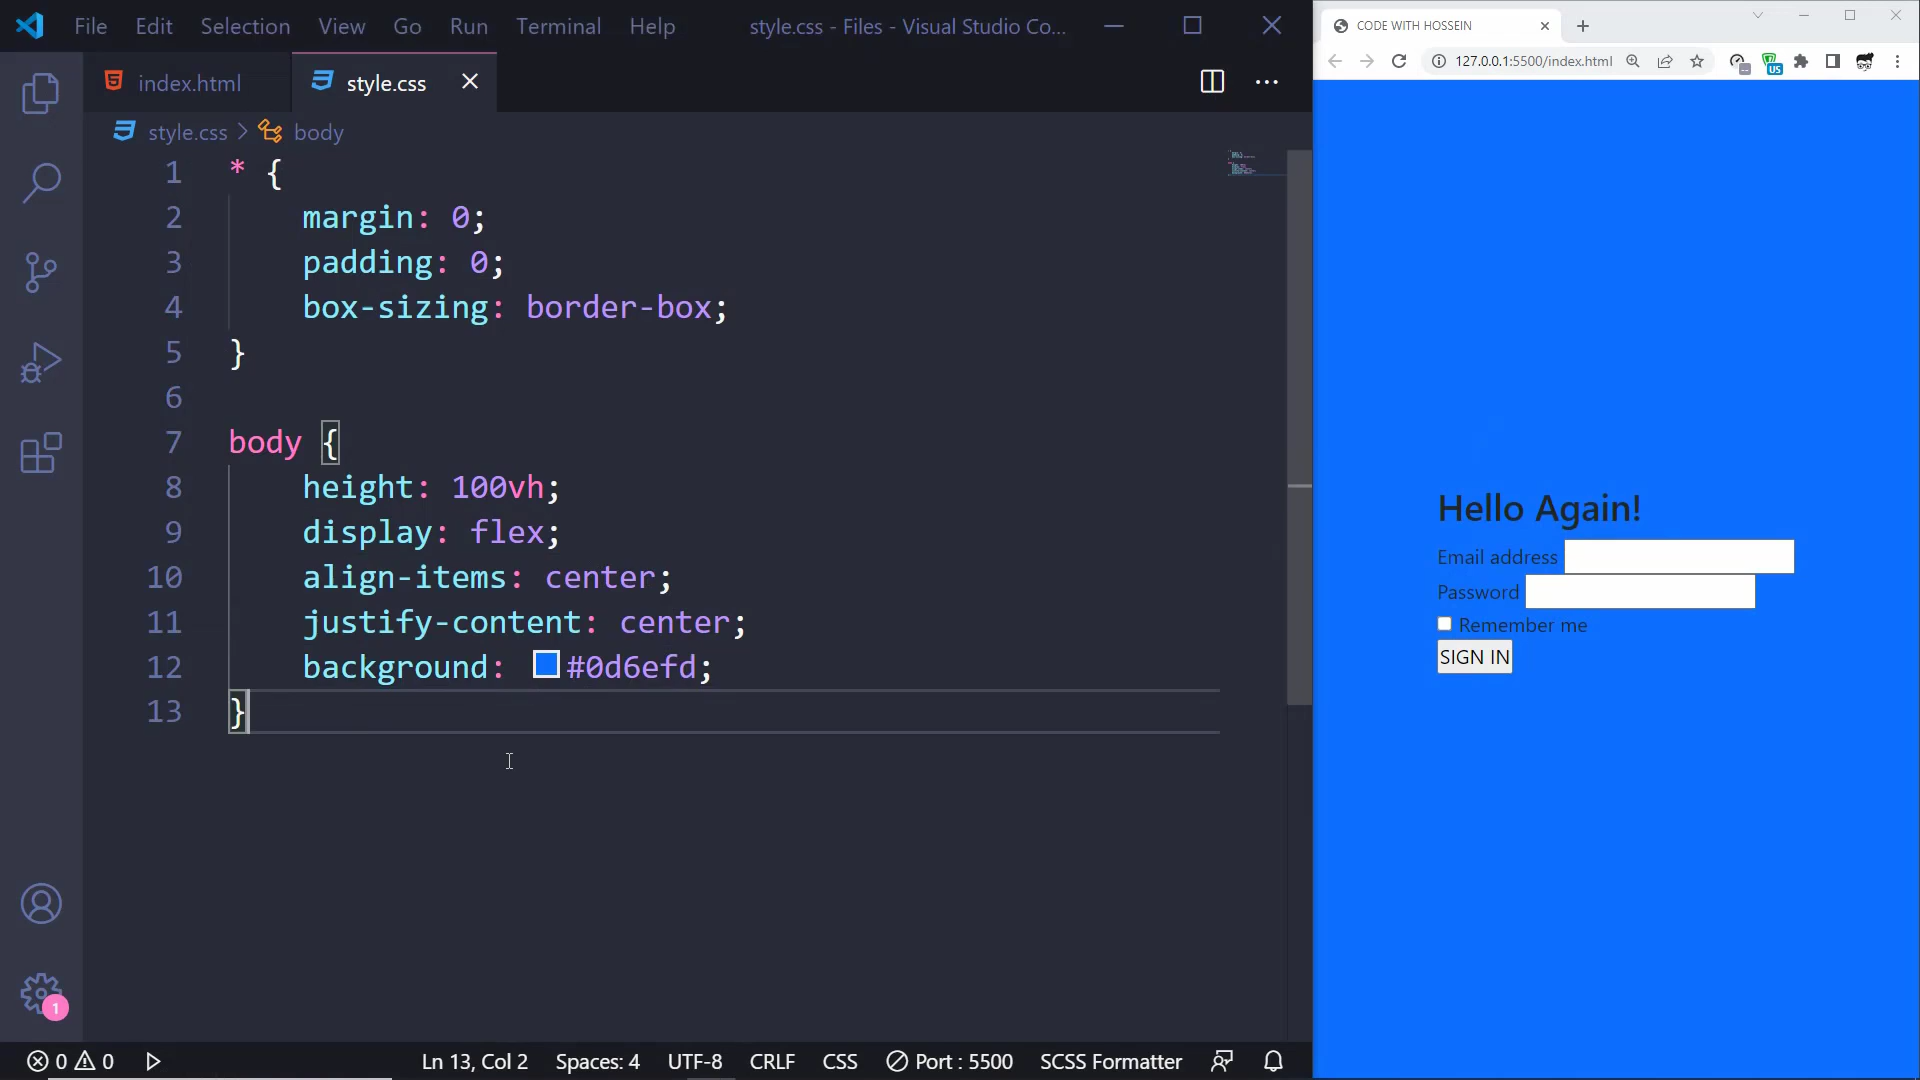 File Edit Selection View Go Run Terminal Help style.css - Files - Visual Studio Co...
index.html style.css
style.css > body
1 * {
2 margin: 0;
3 padding: 0;
4 box-sizing: border-box;
5 }
6
7 body {
8 height: 100vh;
9 display: flex;
10 align-items: center;
11 justify-content: center;
12 background: #0d6efd;
13 }
1
0 0 Ln 13, Col 2 Spaces: 4 UTF-8 CRLF CSS Port : 5500 SCSS Formatter
CODE WITH HOSSEIN
127.0.0.1:5500/index.html
US
Hello Again!
Email address
Password
Remember me
SIGN IN